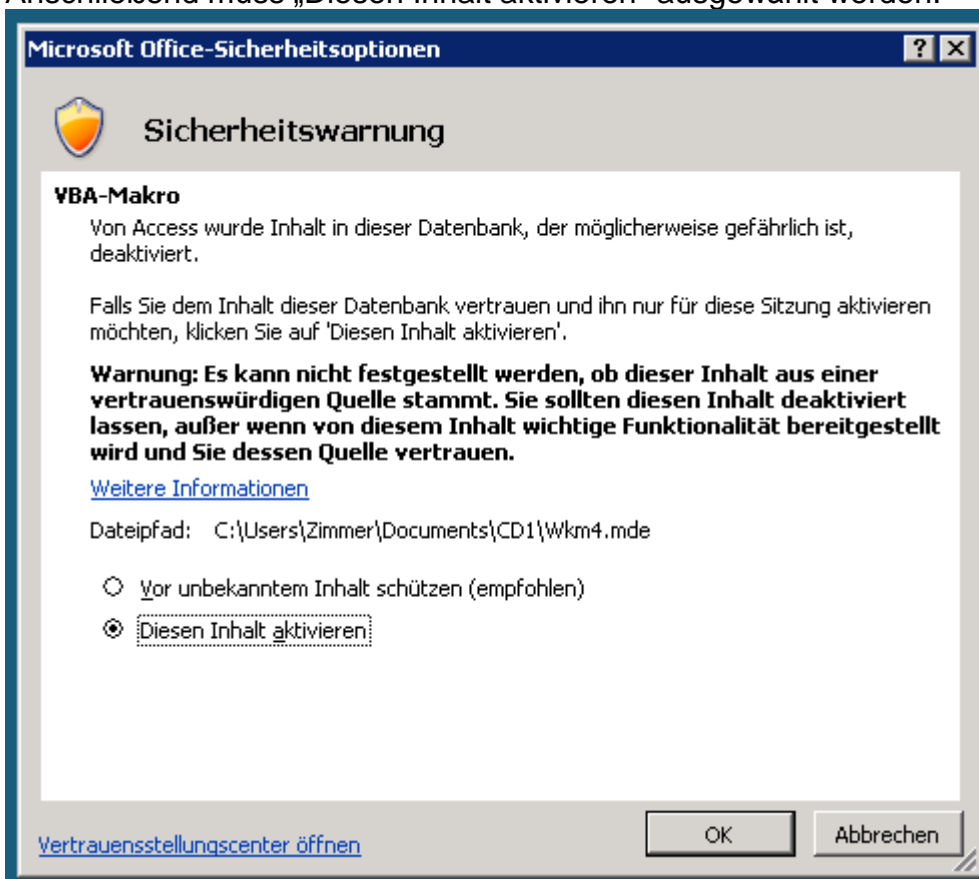 Anschließend muss „Diesen Inhalt aktivieren“ ausgewählt werden.
Microsoft Office-Sicherheitsoptionen
Sicherheitswarnung
VBA-Makro
Von Access wurde Inhalt in dieser Datenbank, der möglicherweise gefährlich ist,
deaktiviert.
Falls Sie dem Inhalt dieser Datenbank vertrauen und ihn nur für diese Sitzung aktivieren
möchten, klicken Sie auf 'Diesen Inhalt aktivieren'.
Warnung: Es kann nicht festgestellt werden, ob dieser Inhalt aus einer
vertrauenswürdigen Quelle stammt. Sie sollten diesen Inhalt deaktiviert
lassen, außer wenn von diesem Inhalt wichtige Funktionalität bereitgestellt
wird und Sie dessen Quelle vertrauen.
Weitere Informationen
Dateipfad: C:\Users\Zimmer\Documents\CD1\Wkm4.mde
Vor unbekanntem Inhalt schützen (empfohlen)
Diesen Inhalt aktivieren
Vertrauensstellungscenter öffnen
OK
Abbrechen